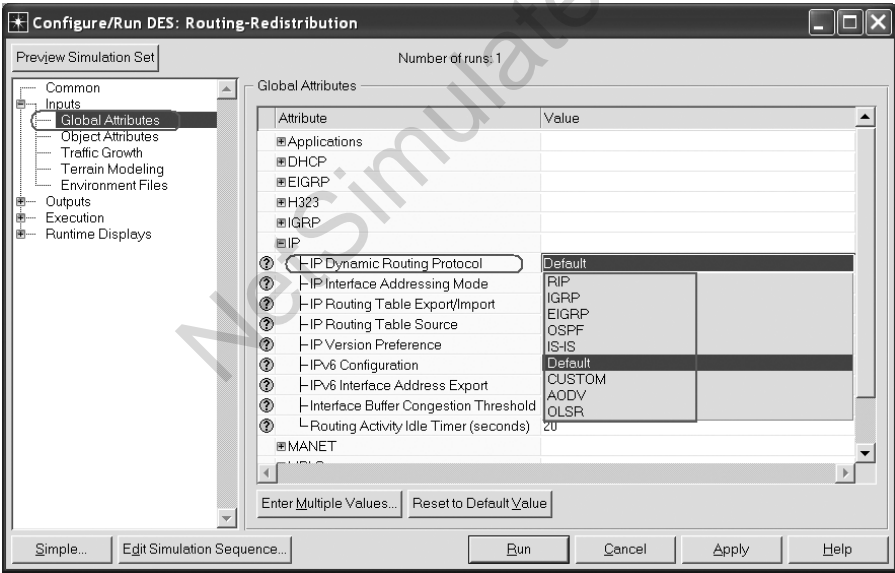 Configure/Run DES: Routing-Redistribution
Preview Simulation Set
Number of runs: 1
Common
Inputs
Global Attributes
Object Attributes
Traffic Growth
Terrain Modeling
Environment Files
Outputs
Execution
Runtime Displays
Global Attributes
Attribute Value
Applications
DHCP
EIGRP
H323
IGRP
IP
IP Dynamic Routing Protocol Default
IP Interface Addressing Mode
IP Routing Table Export/Import
IP Routing Table Source
IP Version Preference
IPv6 Configuration
IPv6 Interface Address Export
Interface Buffer Congestion Threshold
Routing Activity Idle Timer (seconds) 20
MANET
RIP
IGRP
EIGRP
OSPF
IS-IS
Default
CUSTOM
AODV
OLSR
Enter Multiple Values... Reset to Default Value
Simple... Edit Simulation Sequence... Run Cancel Apply Help
NetSimulate